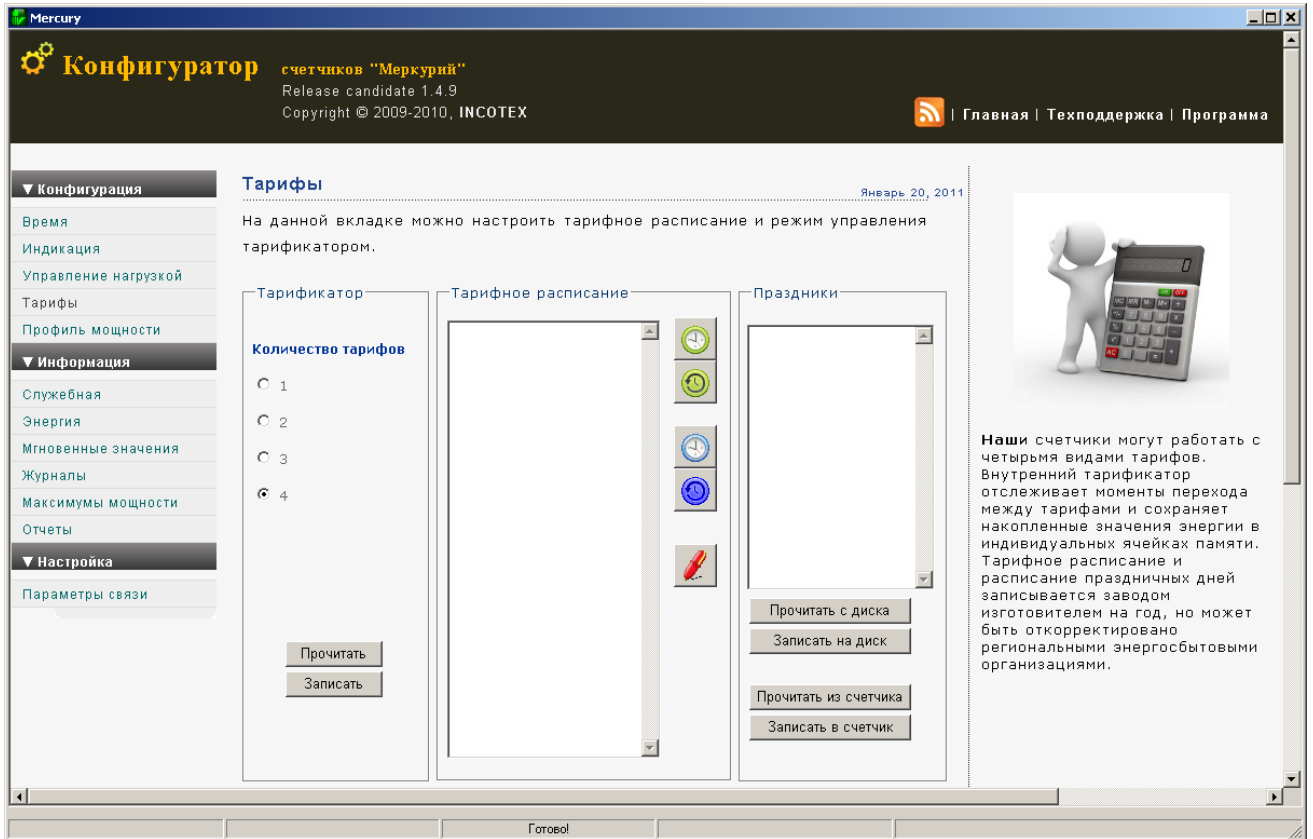 Mercury
Конфигуратор
счетчиков "Меркурий"
Release candidate 1.4.9
Copyright © 2009-2010, INCOTEX
| Главная | Техподдержка | Программа
▼ Конфигурация
Время
Индикация
Управление нагрузкой
Тарифы
Профиль мощности
▼ Информация
Служебная
Энергия
Мгновенные значения
Журналы
Максимумы мощности
Отчеты
▼ Настройка
Параметры связи
Тарифы
Январь 20, 2011
На данной вкладке можно настроить тарифное расписание и режим управления
тарификатором.
Тарификатор
Количество тарифов
1
2
3
4
Прочитать
Записать
Тарифное расписание
Праздники
Прочитать с диска
Записать на диск
Прочитать из счетчика
Записать в счетчик
Наши счетчики могут работать с
четырьмя видами тарифов.
Внутренний тарификатор
отслеживает моменты перехода
между тарифами и сохраняет
накопленные значения энергии в
индивидуальных ячейках памяти.
Тарифное расписание и
расписание праздничных дней
записывается заводом
изготовителем на год, но может
быть откорректировано
региональными энергосбытовыми
организациями.
Готово!